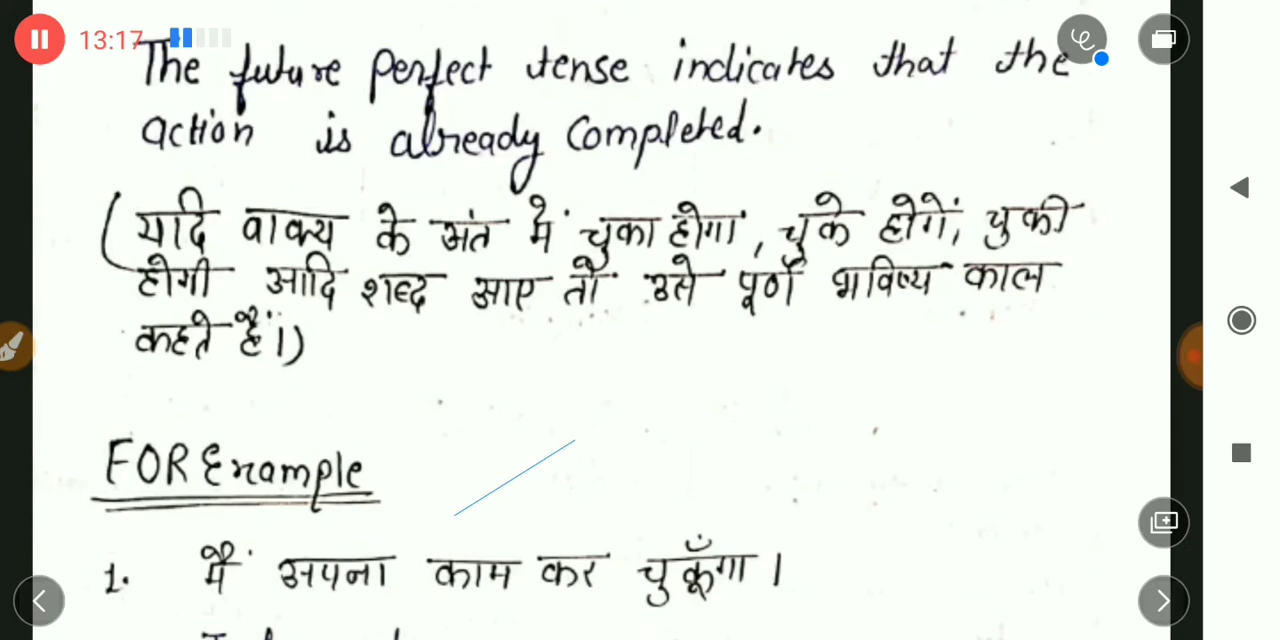 13:17
The future perfect tense indicates that the
action is already completed.
(यदि वाक्य के अंत में चुका होगा, चुके होगें, चुकी
होगी आदि शब्द आए तो उसे पूर्ण भविष्य काल
कहते हैं।)
FOR Example
1. मैं अपना काम कर चुकूँगा।